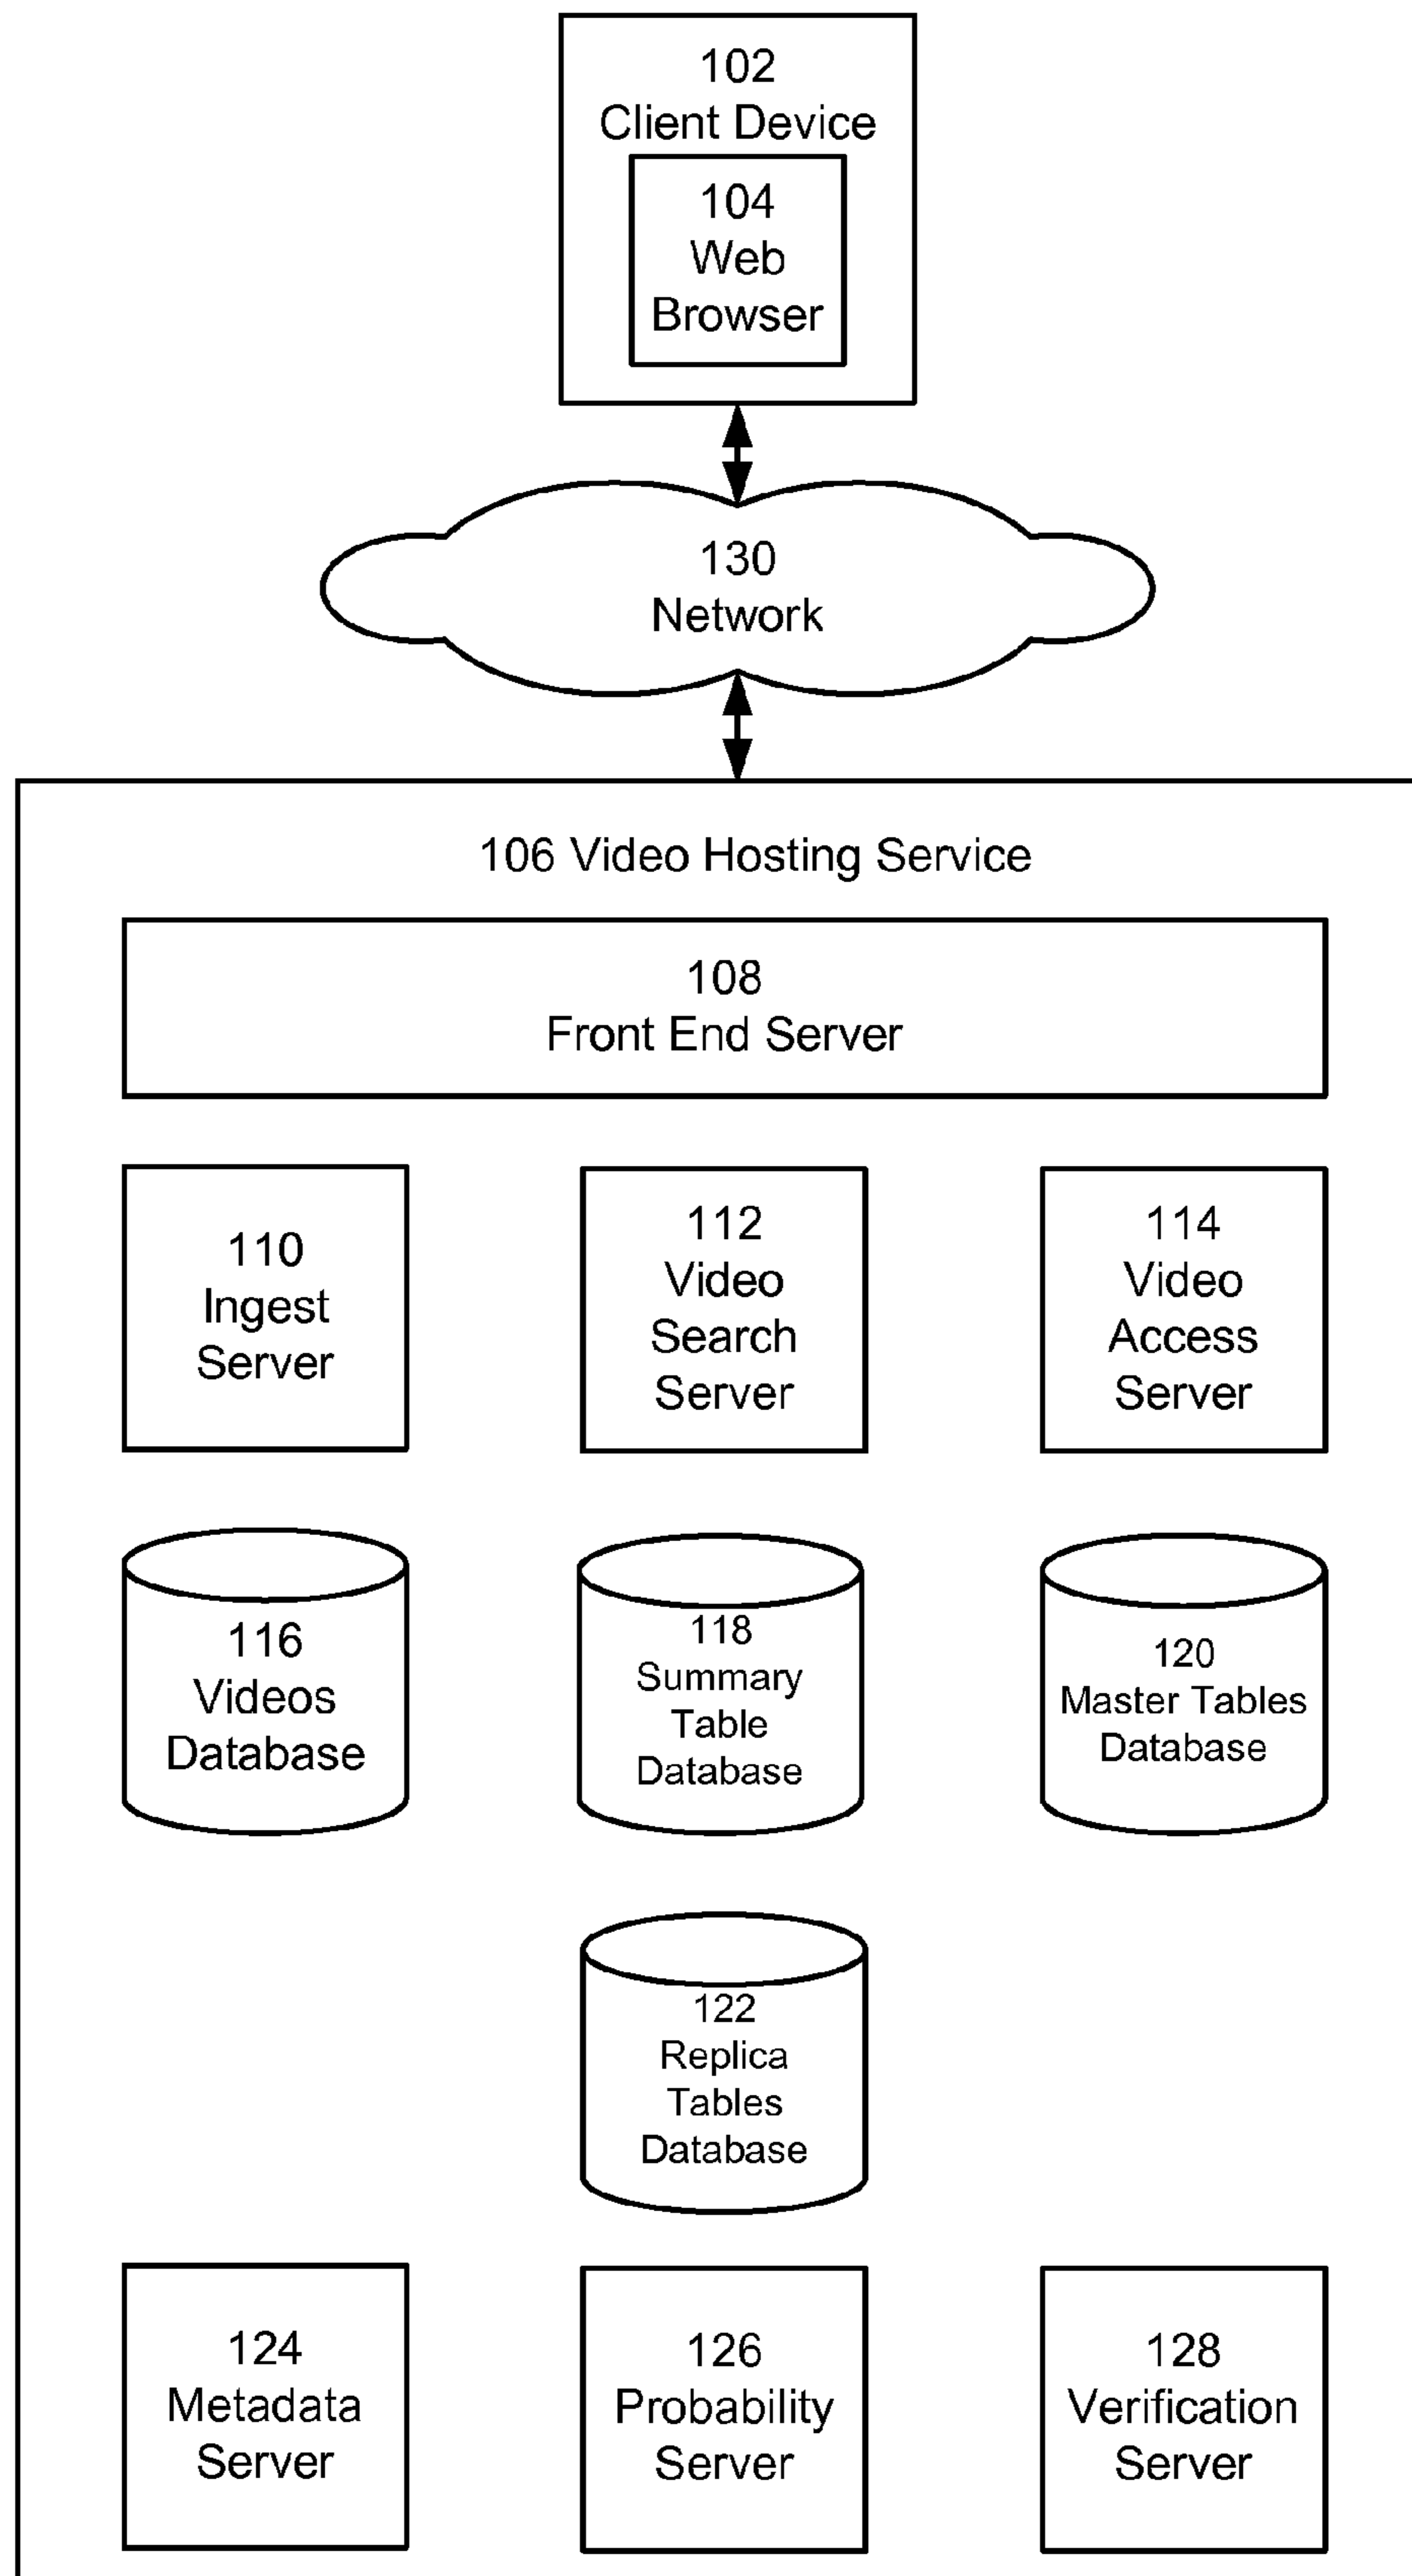 102
Client Device
104
Web
Browser
130
Network
106 Video Hosting Service
108
Front End Server
110
Ingest
Server
112
Video
Search
Server
114
Video
Access
Server
116
Videos
Database
118
Summary
Table
Database
120
Master Tables
Database
122
Replica
Tables
Database
124
Metadata
Server
126
Probability
Server
128
Verification
Server